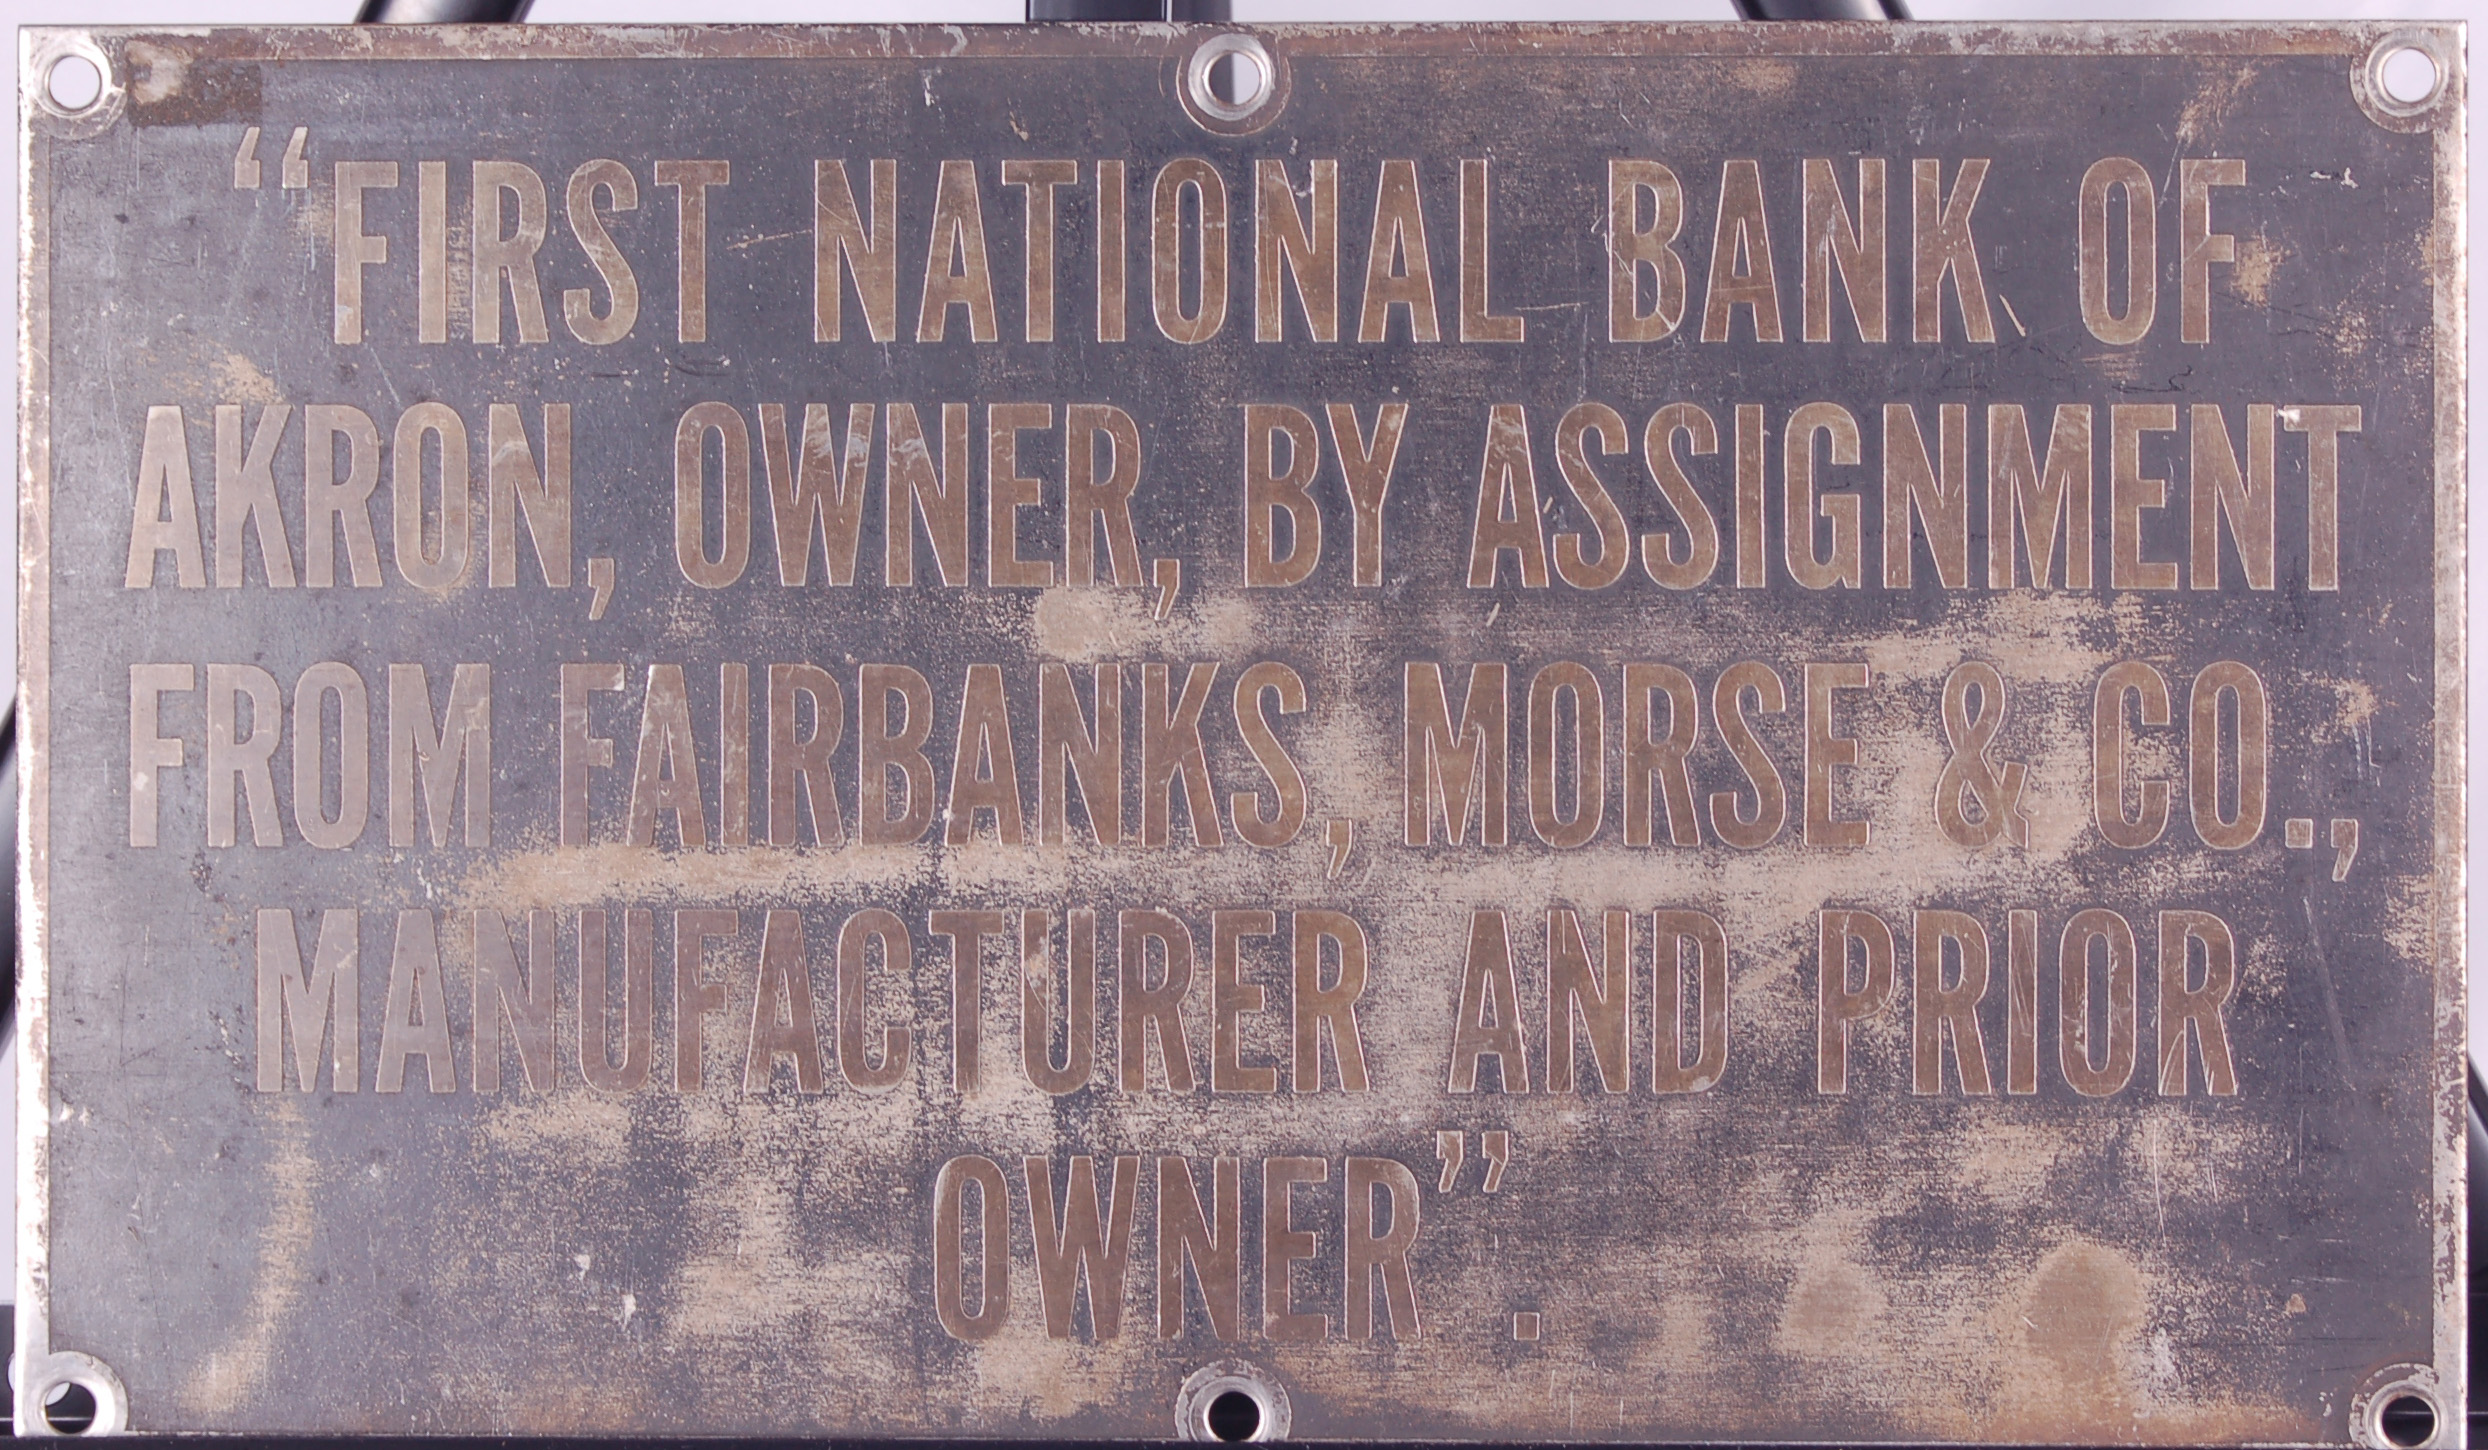 “FIRST NATIONAL BANK OF
AKRON, OWNER, BY ASSIGNMENT
FROM FAIRBANKS, MORSE & CO.,
MANUFACTURER AND PRIOR
OWNER”.